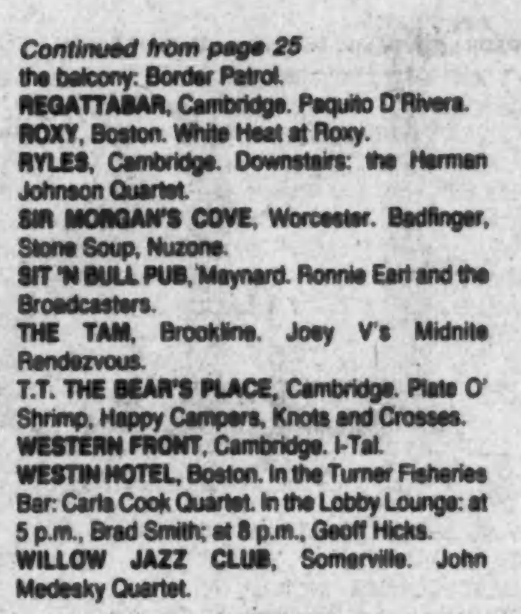 Continued from page 25
the balcony: Border Patrol.
REGATTABAR, Cambridge. Paquito D'Rivera.
ROXY, Boston. White Heat at Roxy.
RYLES, Cambridge. Downstairs: the Herman
Johnson Quartet.
SIR MORGAN'S COVE, Worcester. Badfinger,
Stone Soup, Nuzone.
SIT 'N BULL PUB, Maynard. Ronnie Earl and the
Broadcasters.
THE TAM, Brookline. Joey V's Midnite
Rendezvous.
T.T. THE BEAR'S PLACE, Cambridge. Plate O'
Shrimp, Happy Campers, Knots and Crosses.
WESTERN FRONT, Cambridge. I-Tal.
WESTIN HOTEL, Boston. In the Turner Fisheries
Bar: Carla Cook Quartet. In the Lobby Lounge: at
5 p.m., Brad Smith; at 8 p.m., Geoff Hicks.
WILLOW JAZZ CLUB, Somerville. John
Medesky Quartet.